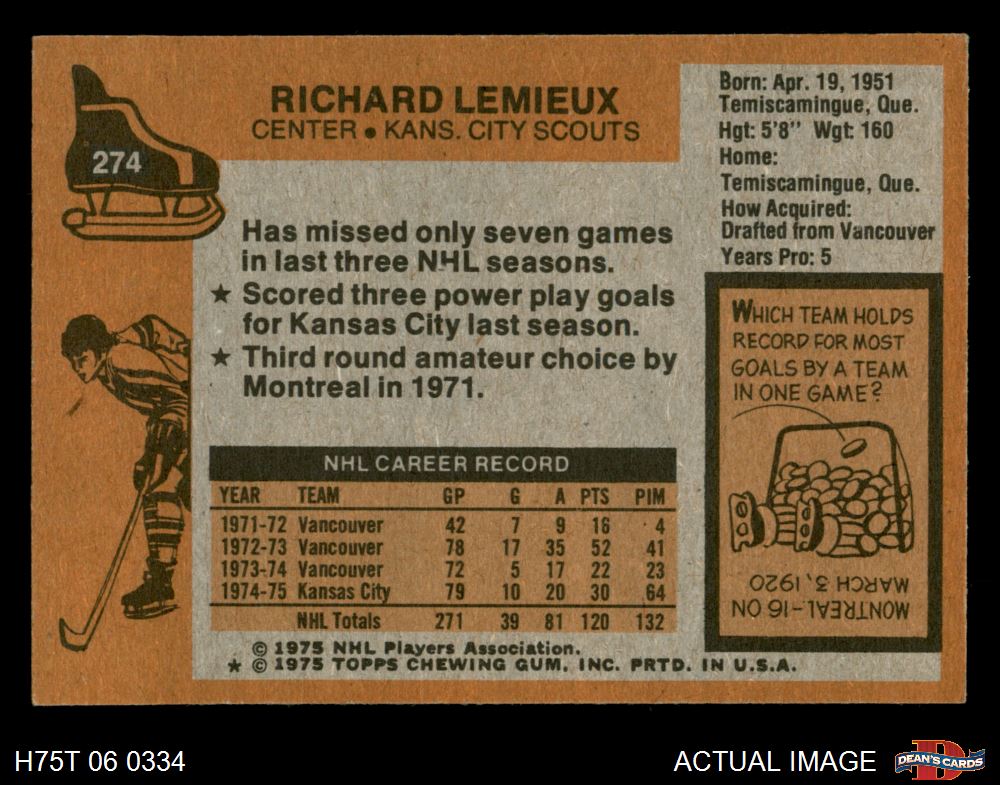 274
RICHARD LEMIEUX
CENTER • KANS. CITY SCOUTS
Born: Apr. 19, 1951
Temiscamingue, Que.
Hgt: 5'8" Wgt: 160
Home:
Temiscamingue, Que.
How Acquired:
Drafted from Vancouver
Years Pro: 5
Has missed only seven games
in last three NHL seasons.
★ Scored three power play goals
for Kansas City last season.
★ Third round amateur choice by
Montreal in 1971.
NHL CAREER RECORD
YEAR TEAM GP G A PTS PIM
1971-72 Vancouver 42 7 9 16 4
1972-73 Vancouver 78 17 35 52 41
1973-74 Vancouver 72 5 17 22 23
1974-75 Kansas City 79 10 20 30 64
NHL Totals 271 39 81 120 132
© 1975 NHL Players Association.
★ © 1975 TOPPS CHEWING GUM, INC. PRTD. IN U.S.A.
WHICH TEAM HOLDS
RECORD FOR MOST
GOALS BY A TEAM
IN ONE GAME?
MONTREAL-16 ON
MARCH 3, 1920
H75T 06 0334
ACTUAL IMAGE
D
DEAN'S CARDS